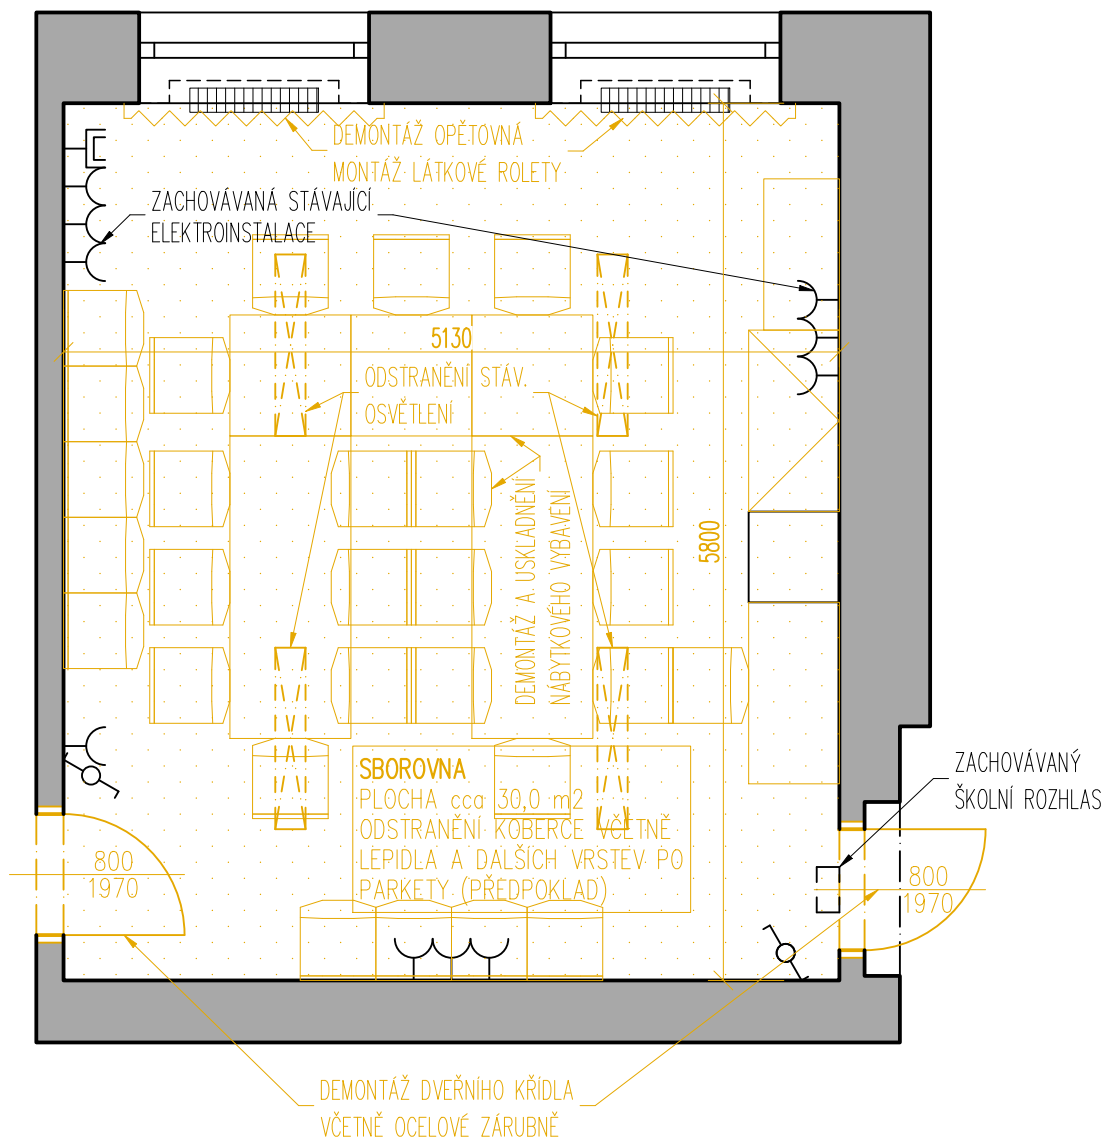 DEMONTÁŽ OPĚTOVNÁ
MONTÁŽ LÁTKOVÉ ROLETY
ZACHOVÁVANÁ STÁVAJÍCÍ
ELEKTROINSTALACE
5130
ODSTRANĚNÍ STÁV.
OSVĚTLENÍ
DEMONTÁŽ A USKLADNĚNÍ
NÁBYTKOVÉHO VYBAVENÍ
5800
SBOROVNA
PLOCHA cca 30,0 m2
ODSTRANĚNÍ KOBERCE VČETNĚ
LEPIDLA A DALŠÍCH VRSTEV PO
PARKETY (PŘEDPOKLAD)
ZACHOVÁVANÝ
ŠKOLNÍ ROZHLAS
800
1970
800
1970
DEMONTÁŽ DVEŘNÍHO KŘÍDLA
VČETNĚ OCELOVÉ ZÁRUBNĚ